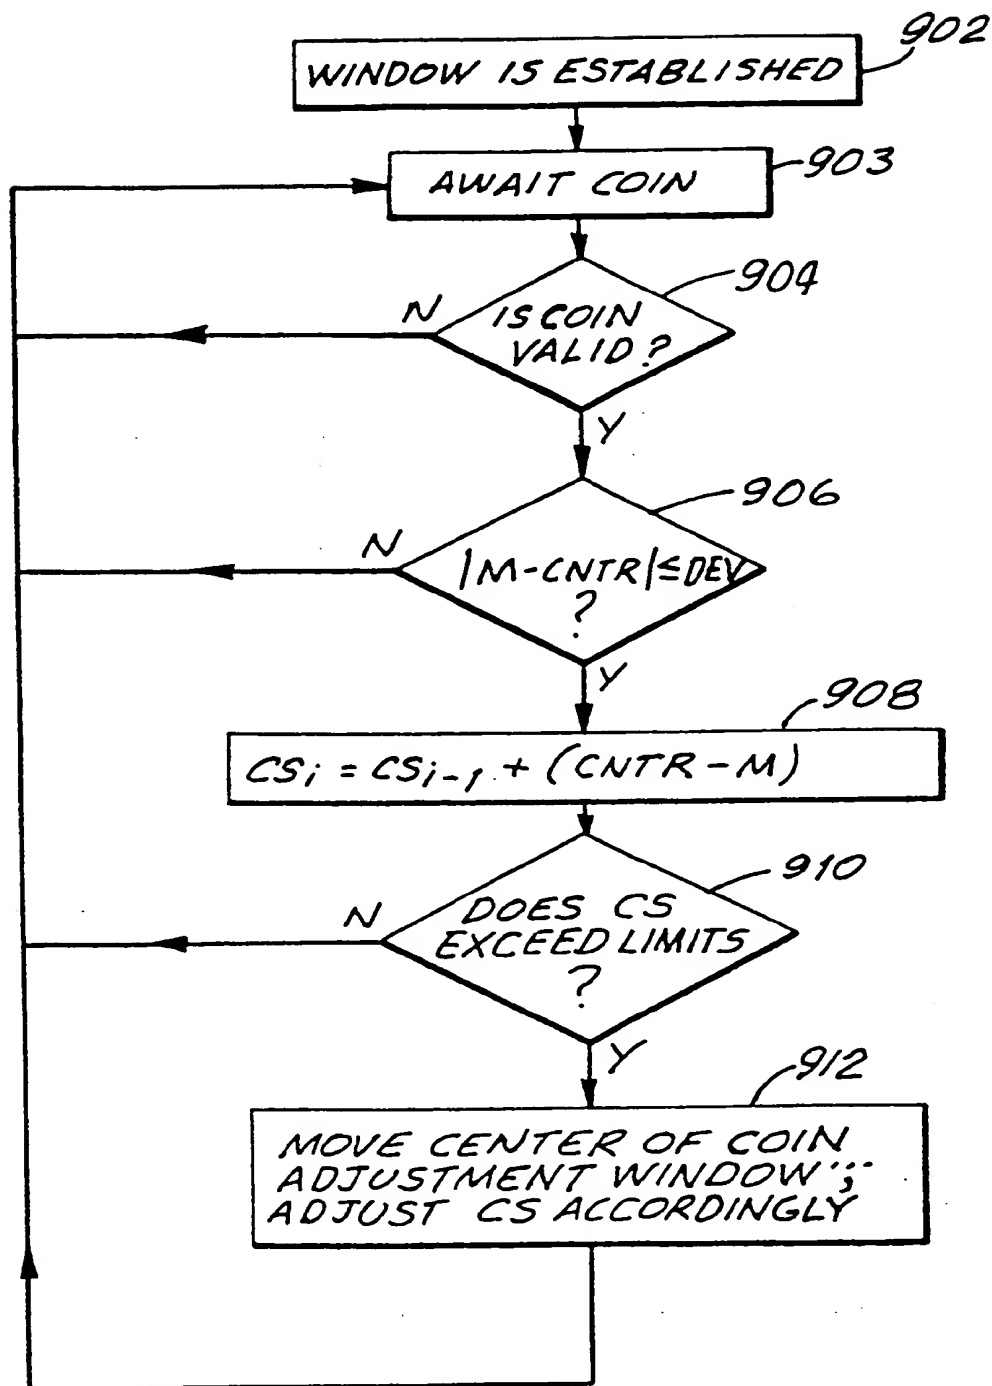 902
WINDOW IS ESTABLISHED
903
AWAIT COIN
904
N
IS COIN
VALID?
Y
906
N
|M-CNTR|≤DEV
?
Y
908
CSi = CSi-1 + (CNTR-M)
910
N
DOES CS
EXCEED LIMITS
?
Y
912
MOVE CENTER OF COIN
ADJUSTMENT WINDOW;
ADJUST CS ACCORDINGLY